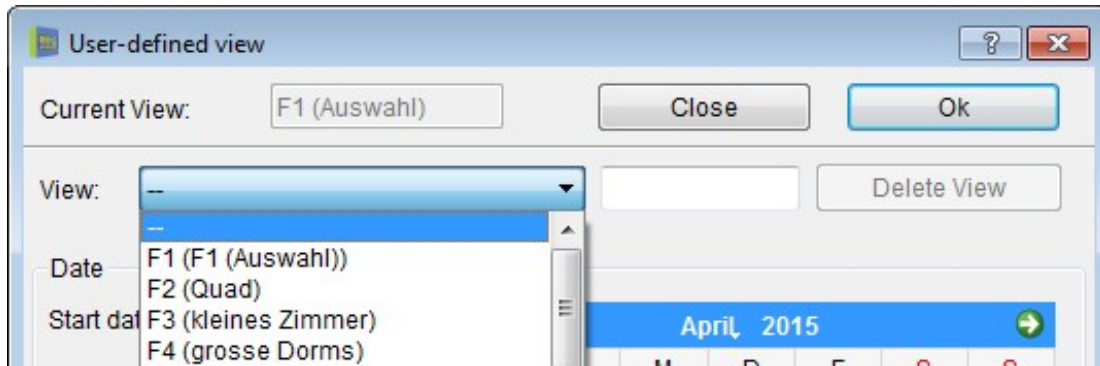 User-defined view
?
Current View: F1 (Auswahl) Close Ok
View: -- Delete View
--
F1 (F1 (Auswahl))
Date
F2 (Quad)
Start dat F3 (kleines Zimmer) April, 2015
F4 (grosse Dorms)